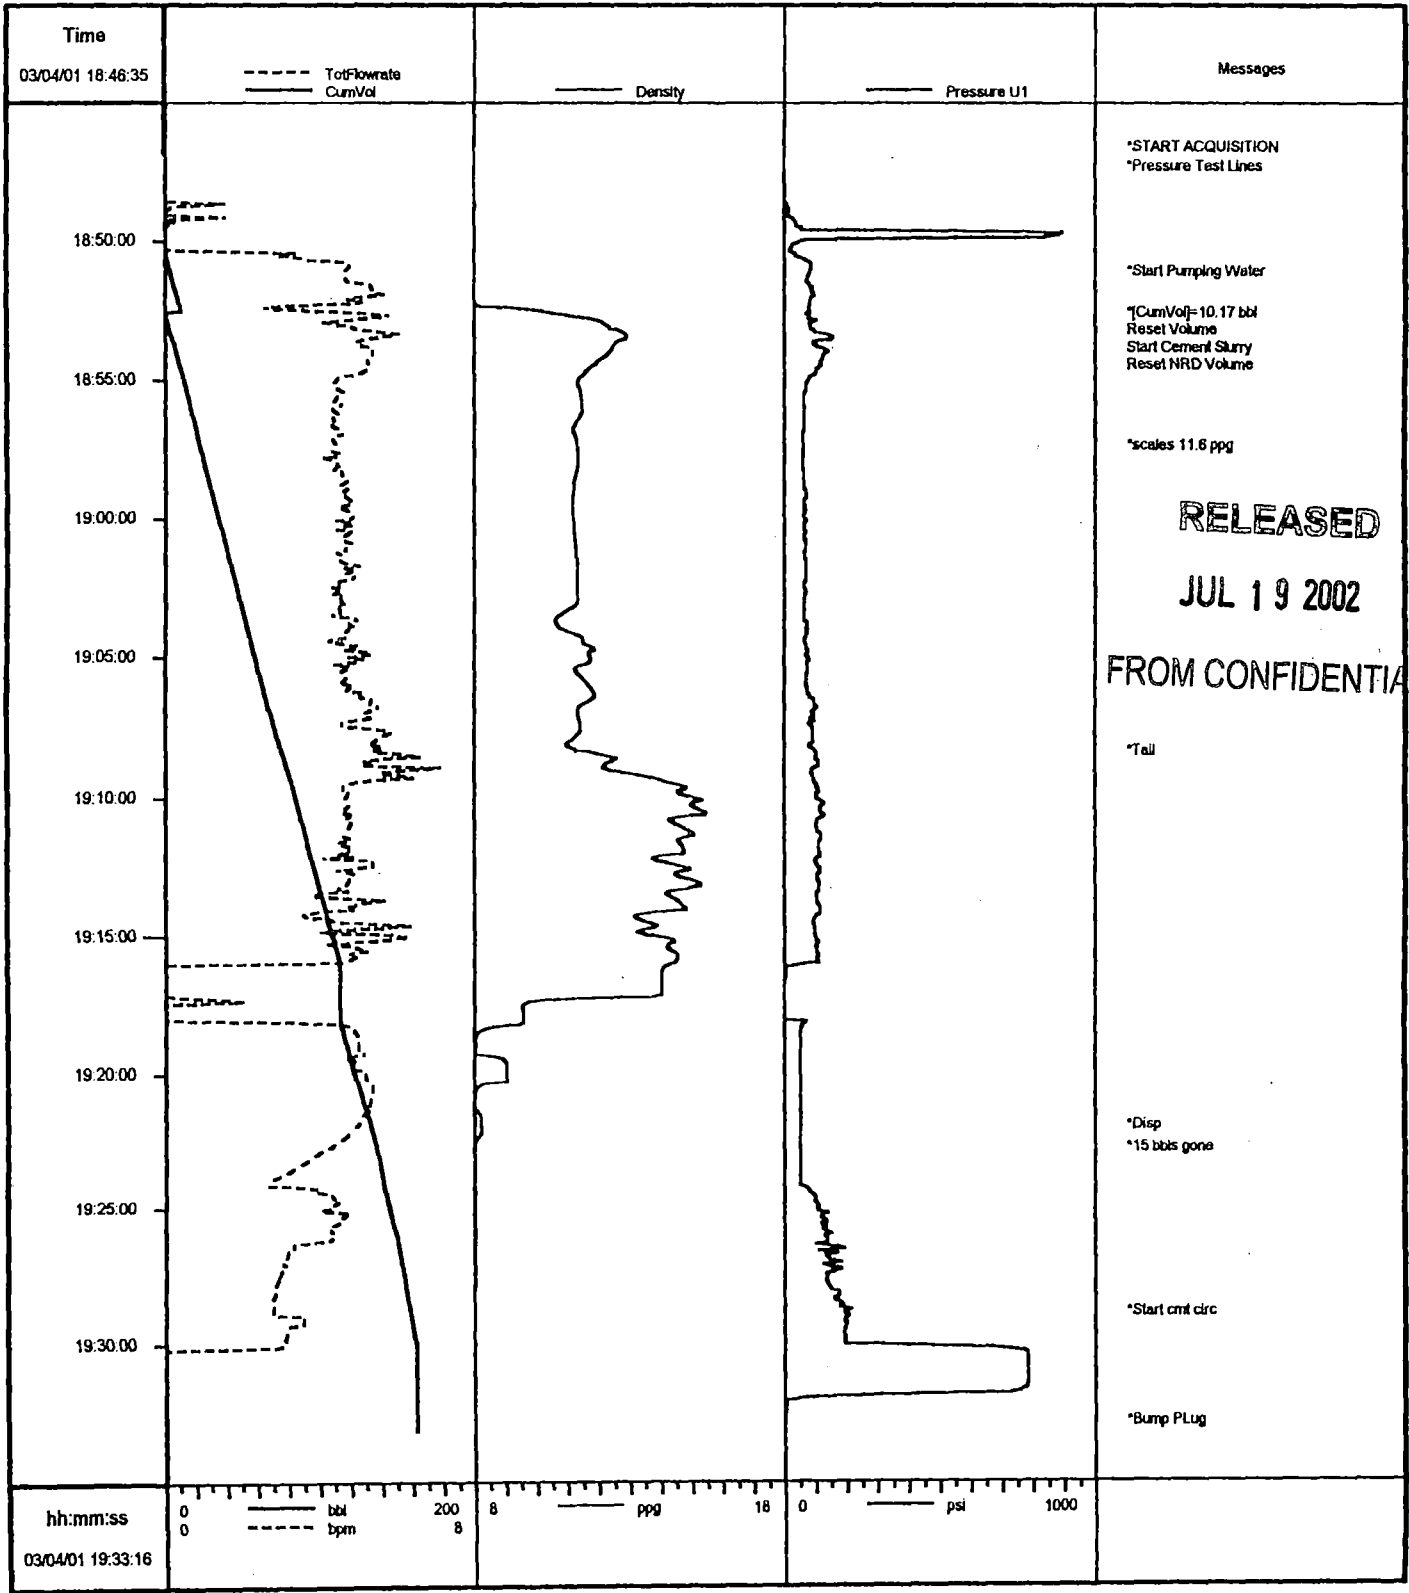 Time
03/04/01 18:46:35
TotFlowrate
CumVol
Density
Pressure U1
Messages
*START ACQUISITION
*Pressure Test Lines
18:50:00
*Start Pumping Water
*[CumVol]=10.17 bbl
Reset Volume
Start Cement Slurry
Reset NRD Volume
18:55:00
*scales 11.6 ppg
19:00:00
RELEASED
JUL 19 2002
19:05:00
FROM CONFIDENTIA
*Tail
19:10:00
19:15:00
19:20:00
*Disp
*15 bbls gone
19:25:00
*Start cmt circ
19:30:00
*Bump PLug
hh:mm:ss
03/04/01 19:33:16
0 bbl 200
0 bpm 8
8 ppg 18
0 psi 1000